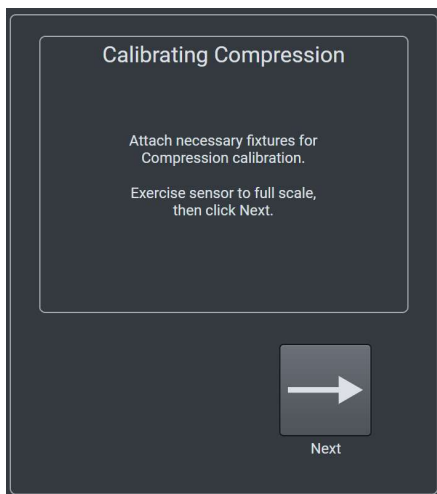 Calibrating Compression
Attach necessary fixtures for
Compression calibration.
Exercise sensor to full scale,
then click Next.
Next